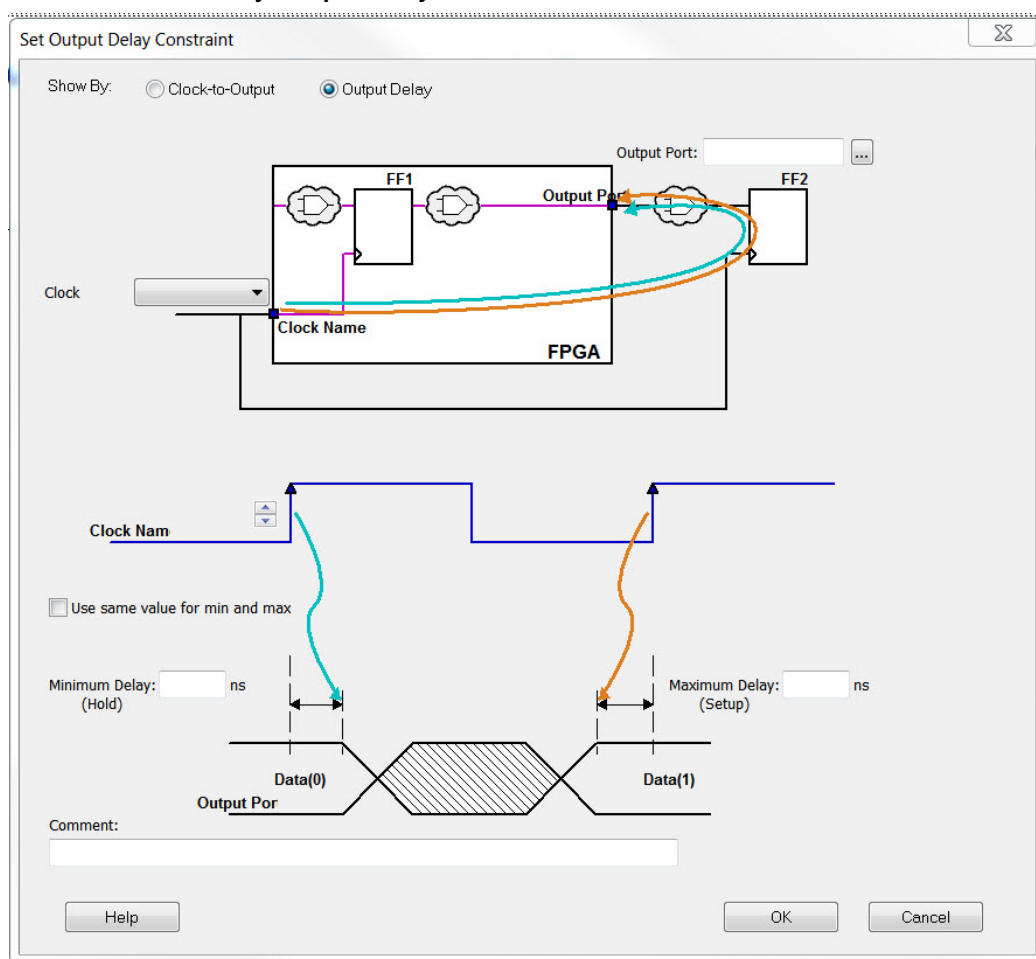 Set Output Delay Constraint
Show By: Clock-to-Output Output Delay
Output Port: ...
FF1
Output Por
FF2
Clock
Clock Name
FPGA
Clock Nam
Use same value for min and max
Minimum Delay: ns
(Hold)
Maximum Delay: ns
(Setup)
Data(0)
Data(1)
Output Por
Comment:
Help
OK
Cancel